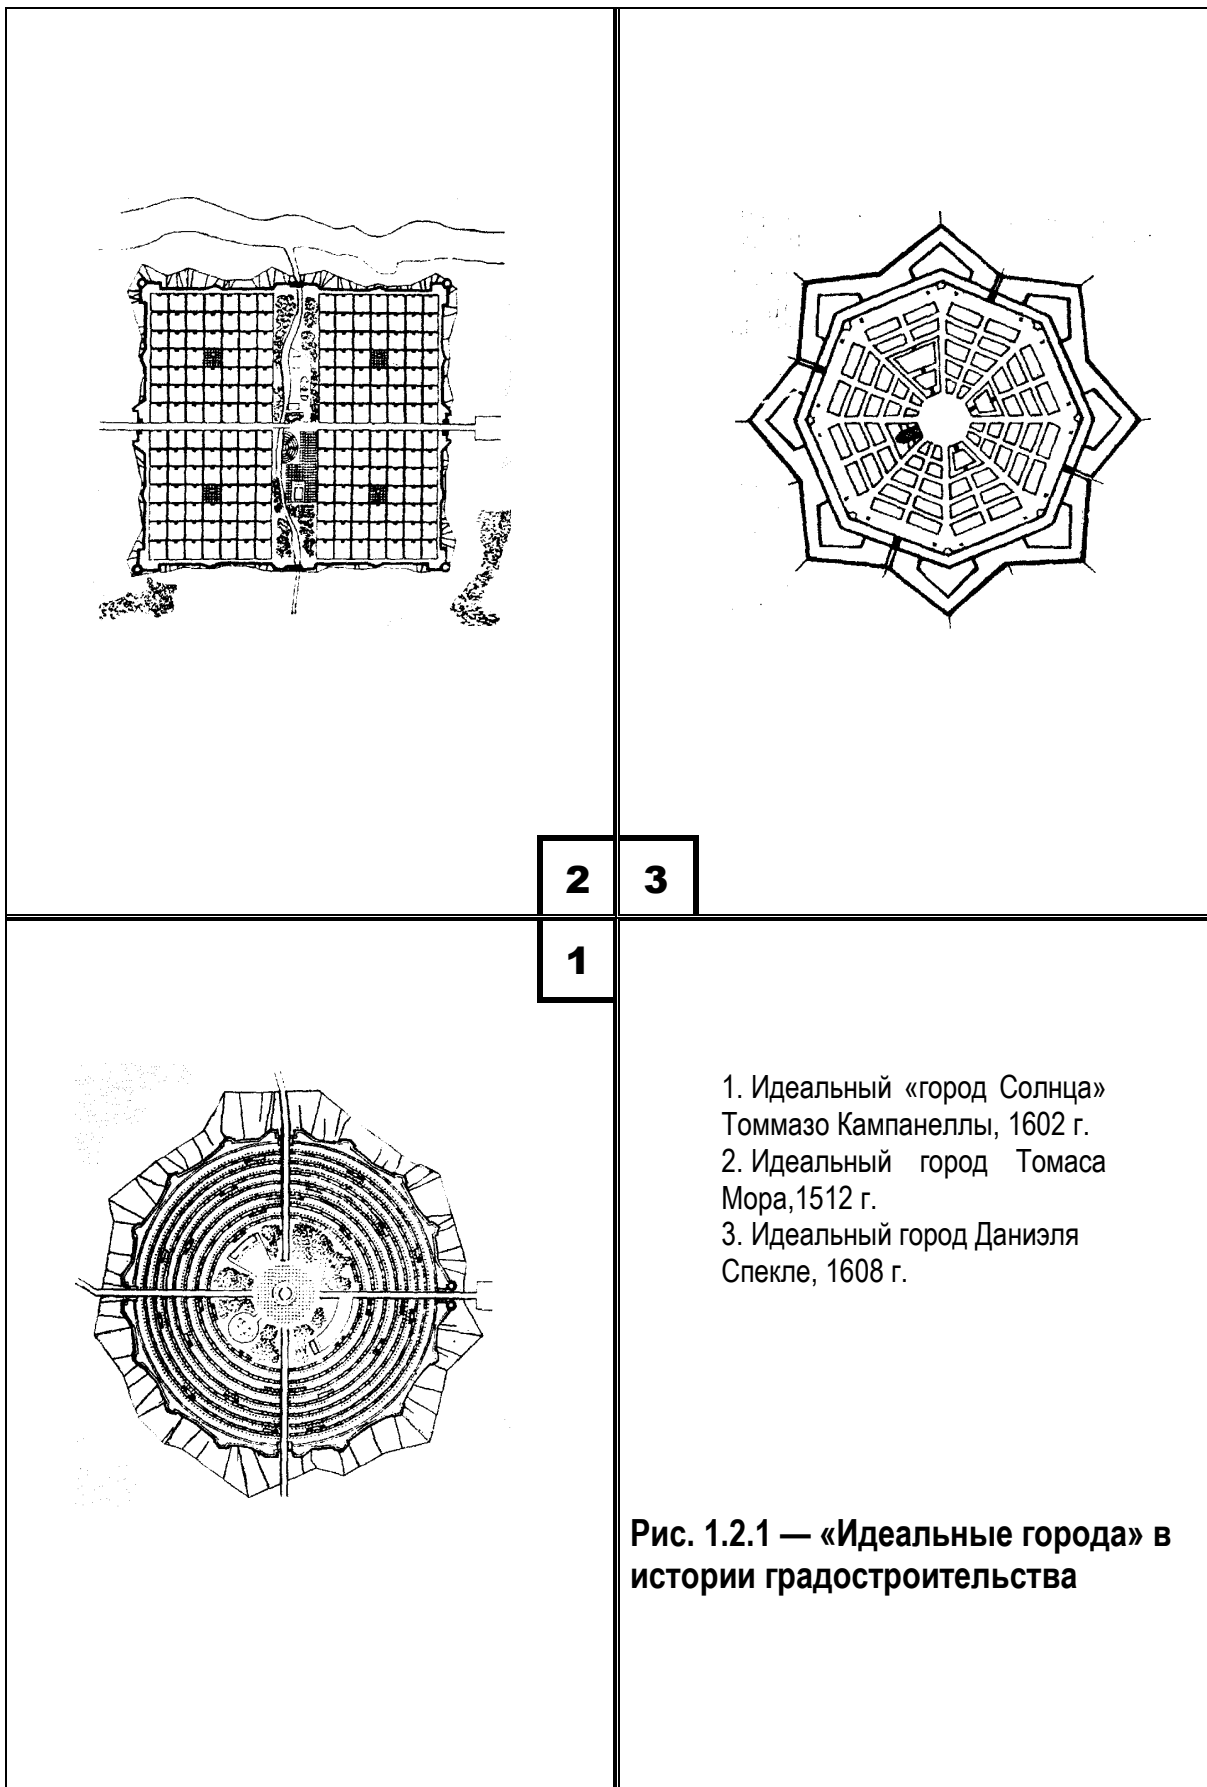 2
3
1
1. Идеальный «город Солнца»
Томмазо Кампанеллы, 1602 г.
2. Идеальный город Томаса
Мора,1512 г.
3. Идеальный город Даниэля
Спекле, 1608 г.
Рис. 1.2.1 — «Идеальные города» в
истории градостроительства